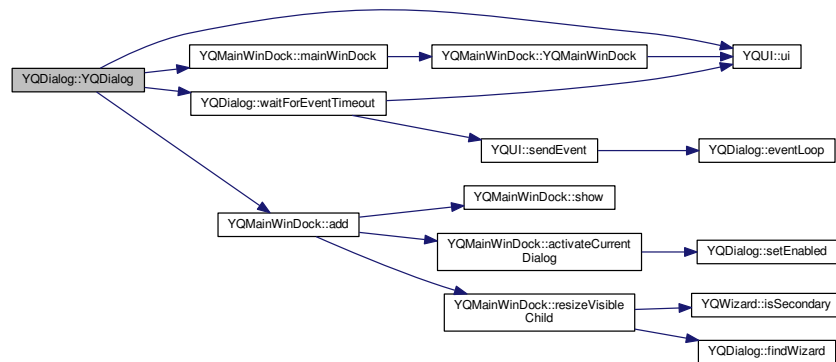 YQDialog::YQDialog
YQMainWinDock::mainWinDock
YQMainWinDock::YQMainWinDock
YQUI::ui
YQDialog::waitForEventTimeout
YQUI::sendEvent
YQDialog::eventLoop
YQMainWinDock::add
YQMainWinDock::show
YQMainWinDock::activateCurrent
Dialog
YQDialog::setEnabled
YQMainWinDock::resizeVisible
Child
YQWizard::isSecondary
YQDialog::findWizard